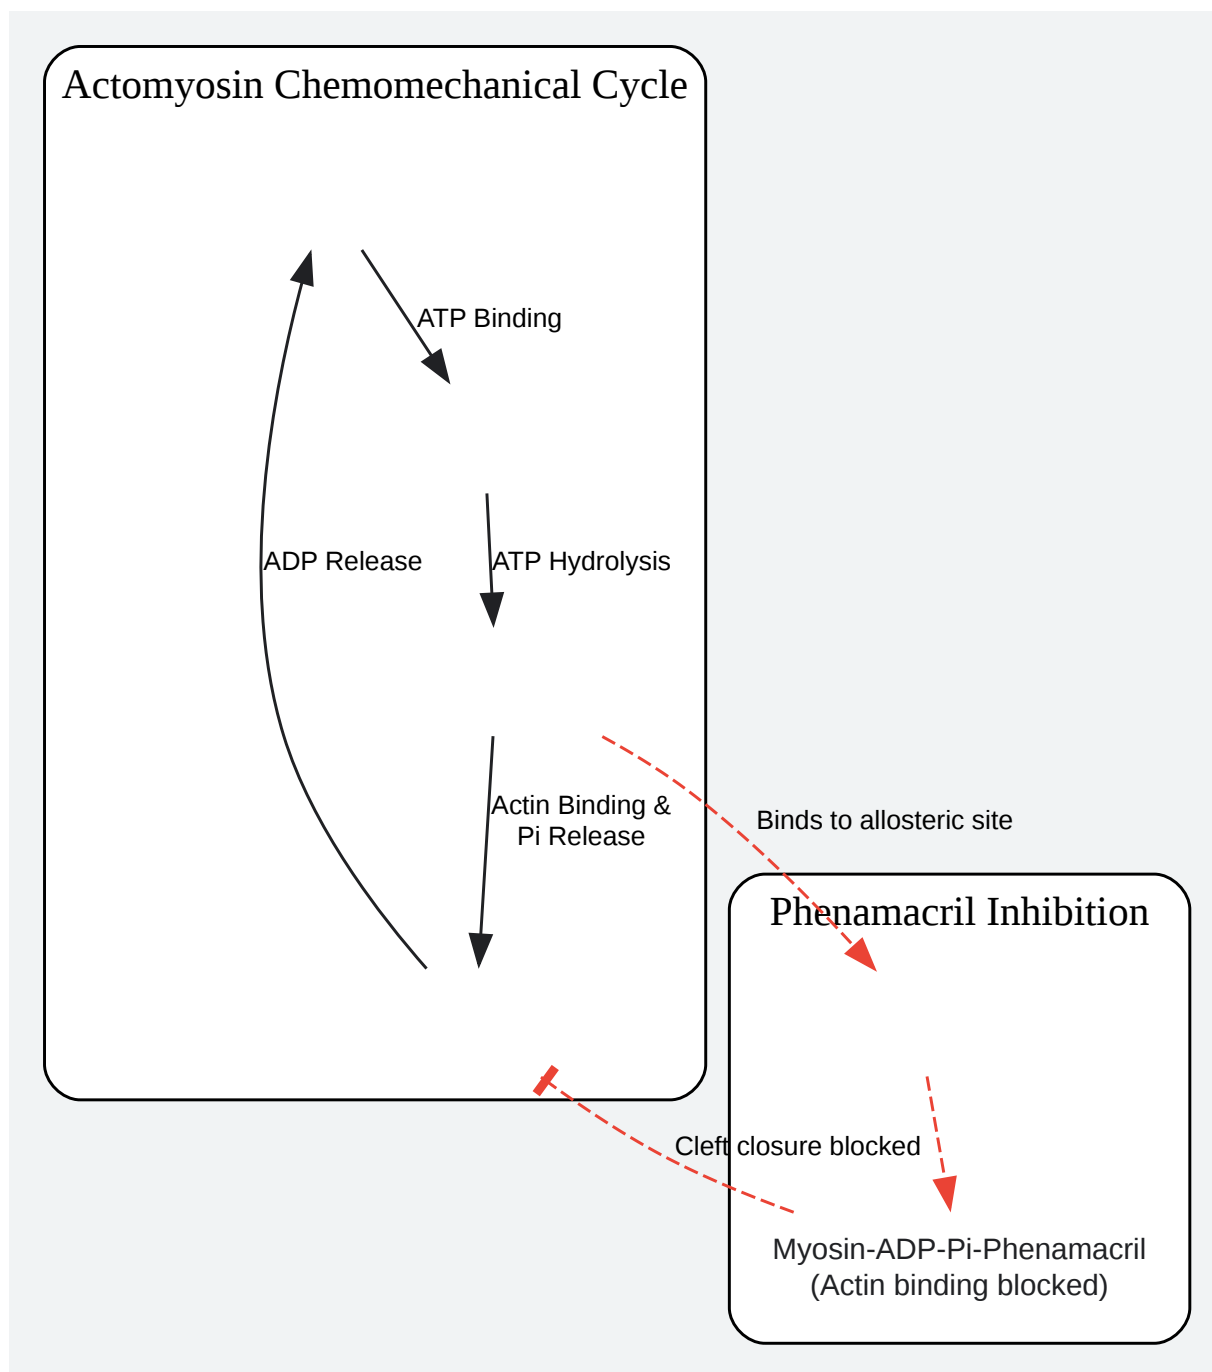 Actomyosin Chemomechanical Cycle
ATP Binding
ADP Release
ATP Hydrolysis
Actin Binding &
Pi Release
Binds to allosteric site
Phenamacril Inhibition
Cleft closure blocked
Myosin-ADP-Pi-Phenamacril
(Actin binding blocked)